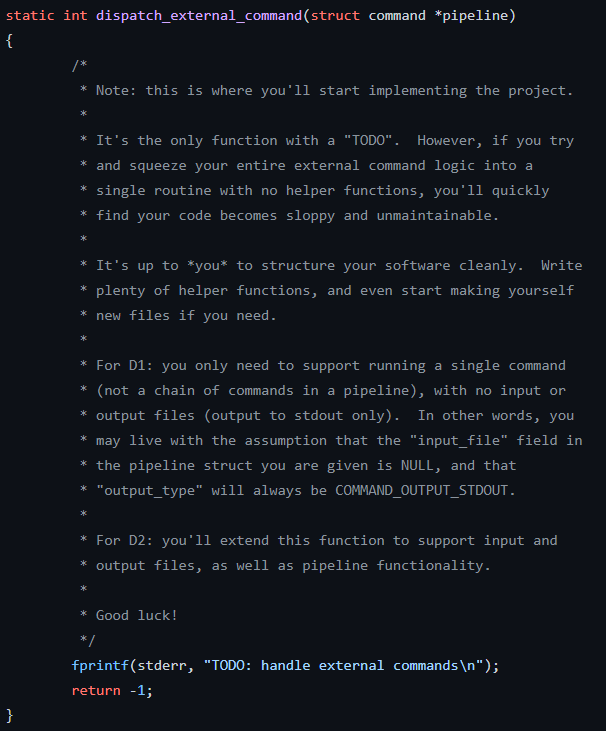 static int dispatch_external_command(struct command *pipeline)
{
/*
* Note: this is where you'll start implementing the project.
*
* It's the only function with a "TODO".  However, if you try
* and squeeze your entire external command logic into a
* single routine with no helper functions, you'll quickly
* find your code becomes sloppy and unmaintainable.
*
* It's up to *you* to structure your software cleanly.  Write
* plenty of helper functions, and even start making yourself
* new files if you need.
*
* For D1: you only need to support running a single command
* (not a chain of commands in a pipeline), with no input or
* output files (output to stdout only).  In other words, you
* may live with the assumption that the "input_file" field in
* the pipeline struct you are given is NULL, and that
* "output_type" will always be COMMAND_OUTPUT_STDOUT.
*
* For D2: you'll extend this function to support input and
* output files, as well as pipeline functionality.
*
* Good luck!
*/
fprintf(stderr, "TODO: handle external commands\n");
return -1;
}